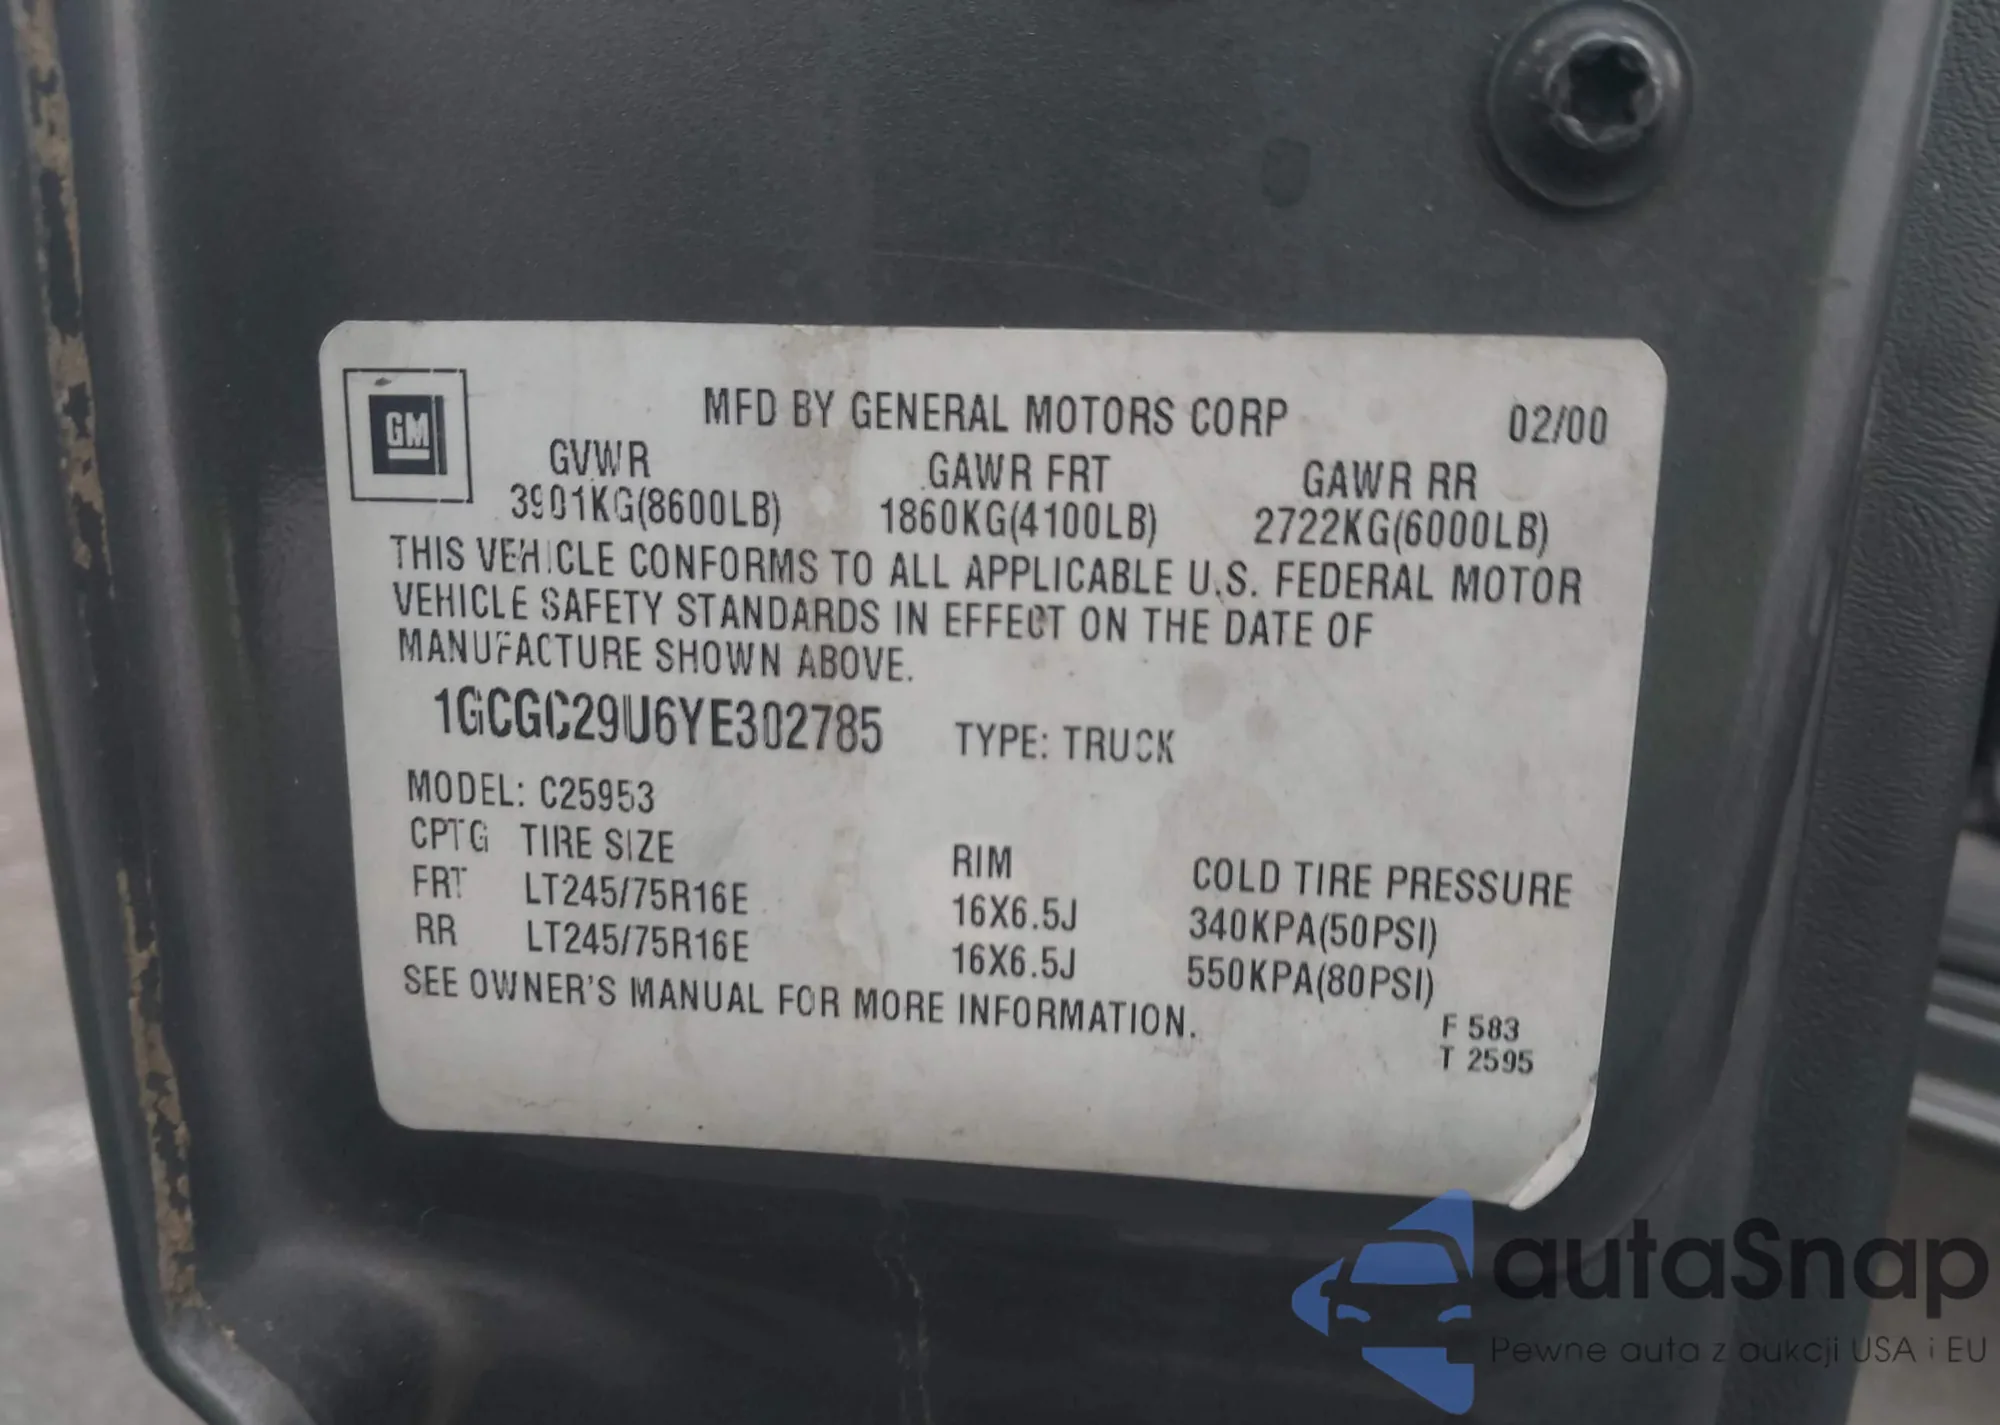 GM
MFD BY GENERAL MOTORS CORP 02/00
GVWR GAWR FRT GAWR RR
3901KG(8600LB) 1860KG(4100LB) 2722KG(6000LB)
THIS VEHICLE CONFORMS TO ALL APPLICABLE U.S. FEDERAL MOTOR
VEHICLE SAFETY STANDARDS IN EFFECT ON THE DATE OF
MANUFACTURE SHOWN ABOVE.
1GCGC29U6YE302785 TYPE: TRUCK
MODEL: C25953
CPTG TIRE SIZE RIM COLD TIRE PRESSURE
FRT LT245/75R16E 16X6.5J 340KPA(50PSI)
RR LT245/75R16E 16X6.5J 550KPA(80PSI)
SEE OWNER'S MANUAL FOR MORE INFORMATION.
F 583
T 2595
autaSnap
Pewne auta z aukcji USA i EU